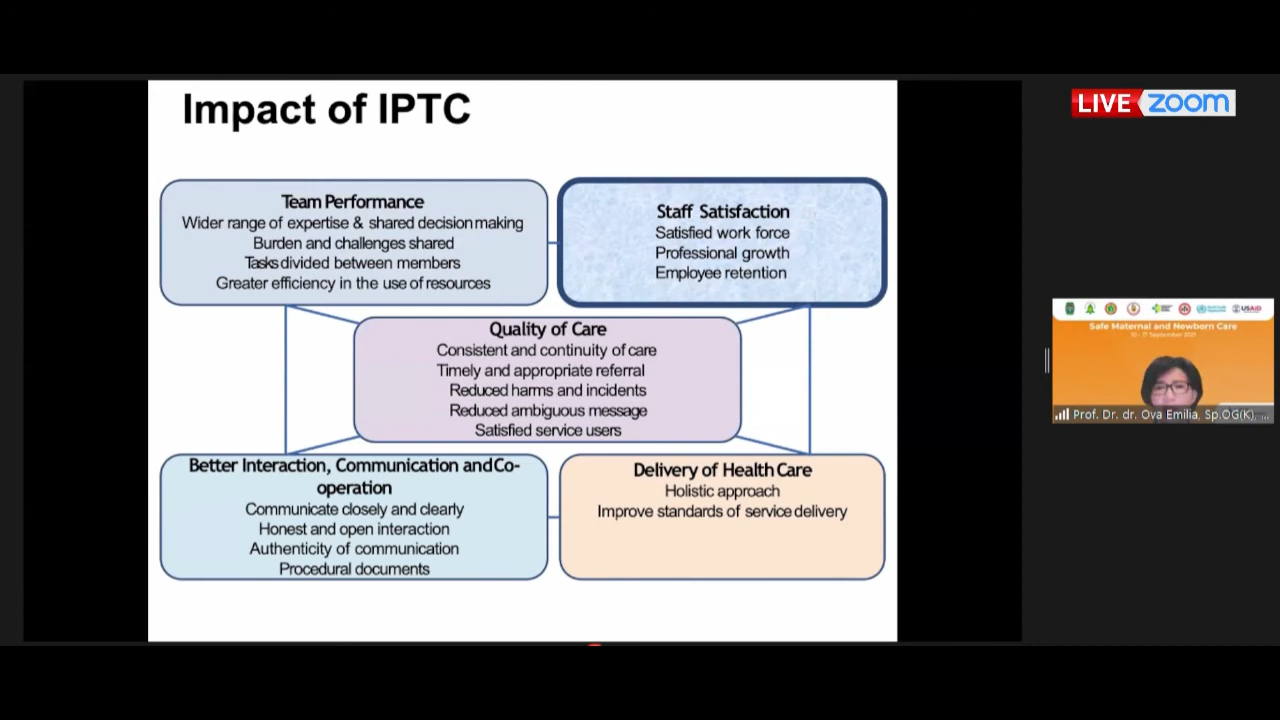 Impact of IPTC
LIVE zoom
Team Performance
Wider range of expertise & shared decision making
Burden and challenges shared
Tasks divided between members
Greater efficiency in the use of resources
Staff Satisfaction
Satisfied work force
Professional growth
Employee retention
Quality of Care
Consistent and continuity of care
Timely and appropriate referral
Reduced harms and incidents
Reduced ambiguous message
Satisfied service users
Better Interaction, Communication and Co-
operation
Communicate closely and clearly
Honest and open interaction
Authenticity of communication
Procedural documents
Delivery of Health Care
Holistic approach
Improve standards of service delivery
USAID
Safe Maternal and Newborn Care
September 2021
Prof. Dr. dr. Ova Emilia, Sp.OG(K), ...